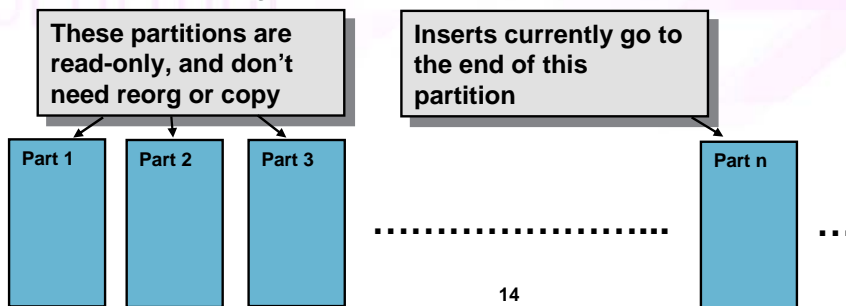 These partitions are
read-only, and don't
need reorg or copy
Inserts currently go to
the end of this
partition
Part 1
Part 2
Part 3
Part n
……………………...
…
14